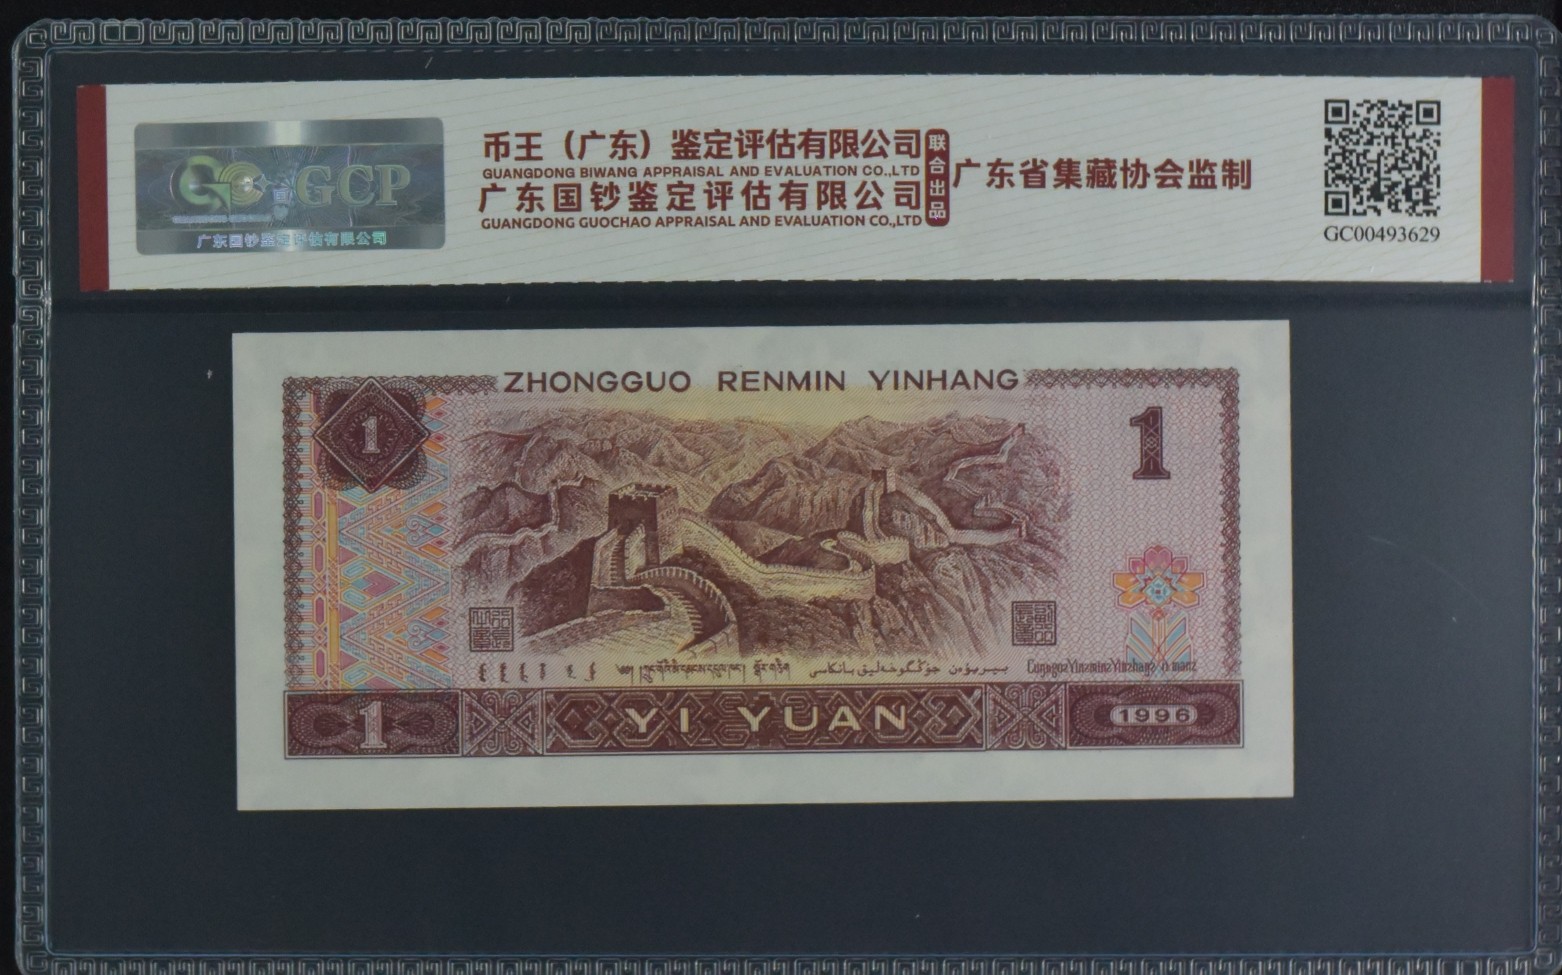 币王（广东）鉴定评估有限公司
GUANGDONG BIWANG APPRAISAL AND EVALUATION CO.,LTD
广东国钞鉴定评估有限公司
GUANGDONG GUOCHAO APPRAISAL AND EVALUATION CO.,LTD
联合出品
广东省集藏协会监制
GC00493629
GCP
广东国钞鉴定评估有限公司
ZHONGGUO RENMIN YINHANG
1
1
1
YI YUAN
1996